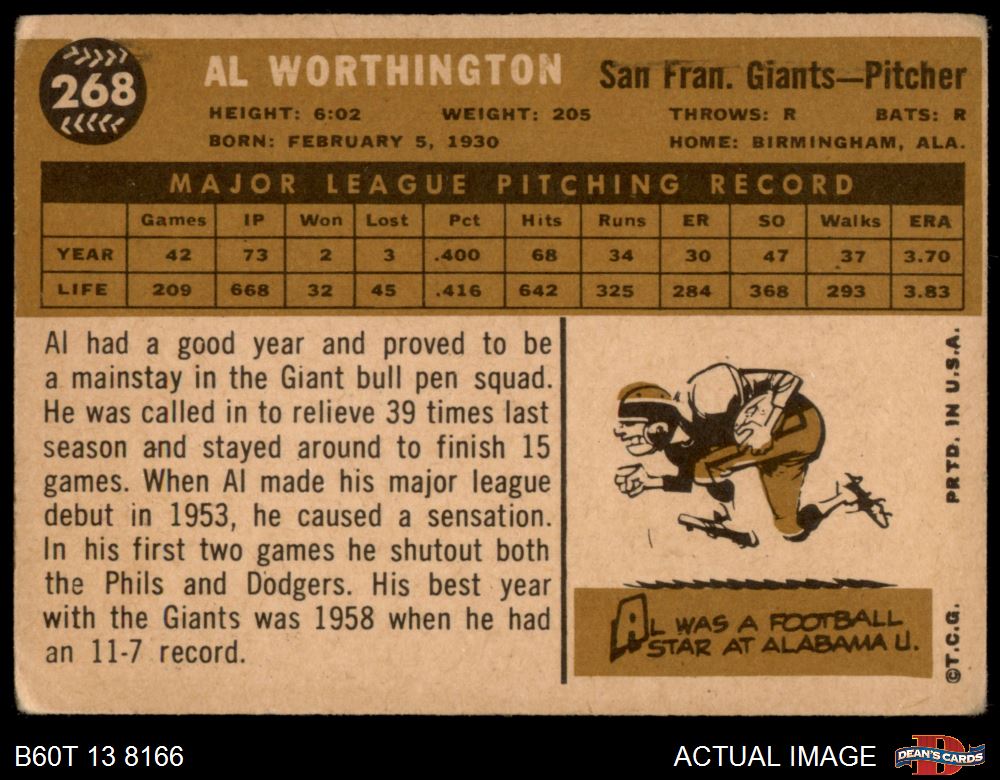 268
AL WORTHINGTON
San Fran. Giants—Pitcher
HEIGHT: 6:02 WEIGHT: 205 THROWS: R BATS: R
BORN: FEBRUARY 5, 1930 HOME: BIRMINGHAM, ALA.
MAJOR LEAGUE PITCHING RECORD
Games IP Won Lost Pct Hits Runs ER SO Walks ERA
YEAR 42 73 2 3 .400 68 34 30 47 37 3.70
LIFE 209 668 32 45 .416 642 325 284 368 293 3.83
Al had a good year and proved to be
a mainstay in the Giant bull pen squad.
He was called in to relieve 39 times last
season and stayed around to finish 15
games. When Al made his major league
debut in 1953, he caused a sensation.
In his first two games he shutout both
the Phils and Dodgers. His best year
with the Giants was 1958 when he had
an 11-7 record.
AL WAS A FOOTBALL
STAR AT ALABAMA U.
©T.C.G. PRTD. IN U.S.A.
B60T 13 8166
ACTUAL IMAGE
DEAN'S CARDS